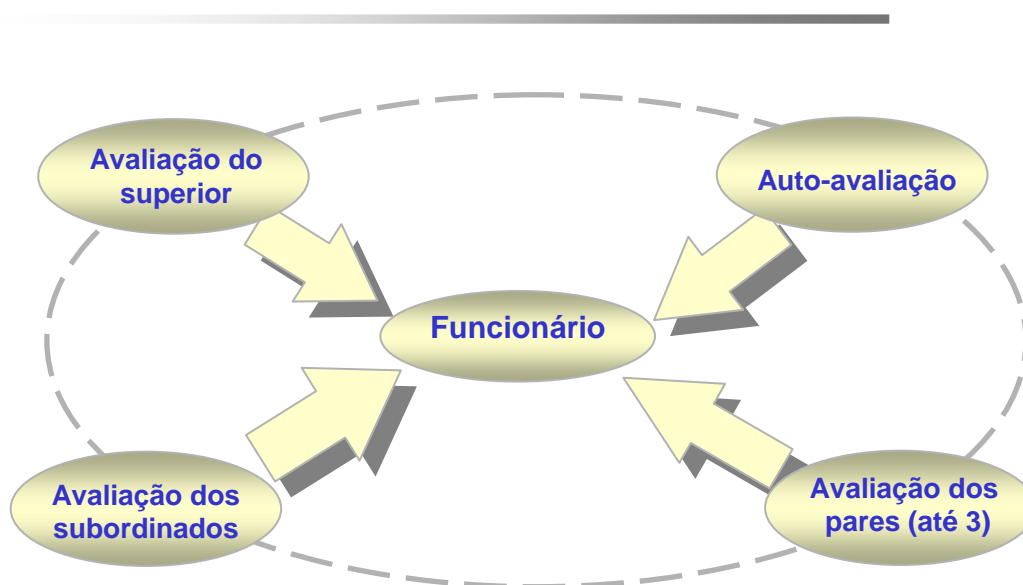 Avaliação do
superior
Auto-avaliação
Funcionário
Avaliação dos
subordinados
Avaliação dos
pares (até 3)